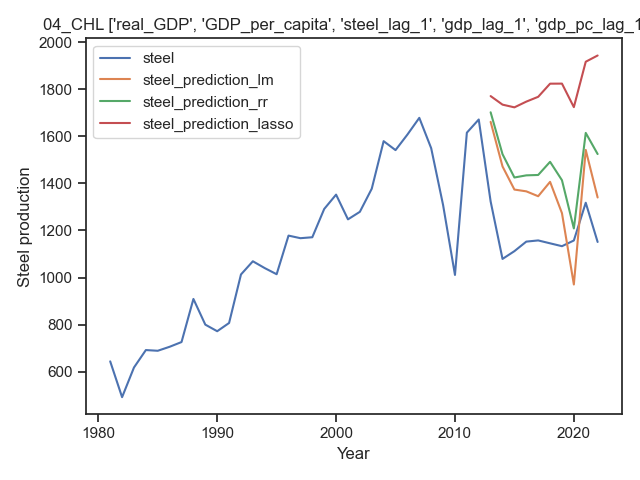 04_CHL ['real_GDP', 'GDP_per_capita', 'steel_lag_1', 'gdp_lag_1', 'gdp_pc_lag_1
2000
1800
1600
1400
1200
1000
800
600
Steel production
steel
steel_prediction_lm
steel_prediction_rr
steel_prediction_lasso
1980
1990
2000
2010
2020
Year